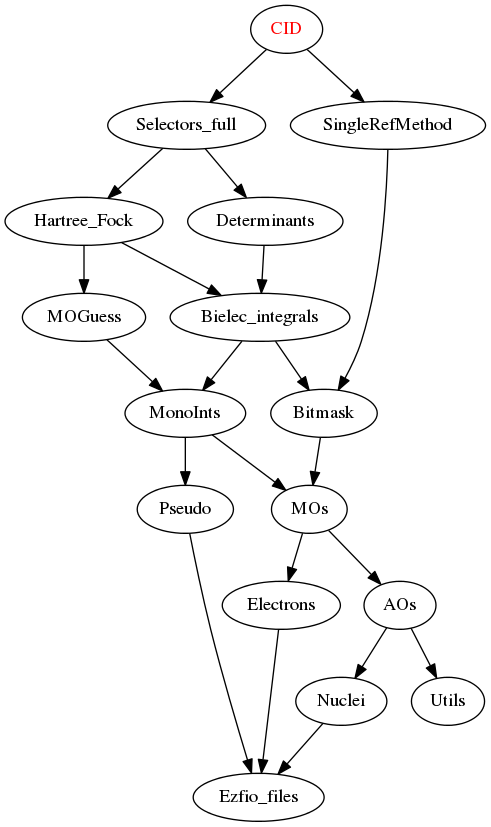 CID
Selectors_full
SingleRefMethod
Hartree_Fock
Determinants
MOGuess
Bielec_integrals
MonoInts
Bitmask
Pseudo
MOs
Electrons
AOs
Nuclei
Utils
Ezfio_files